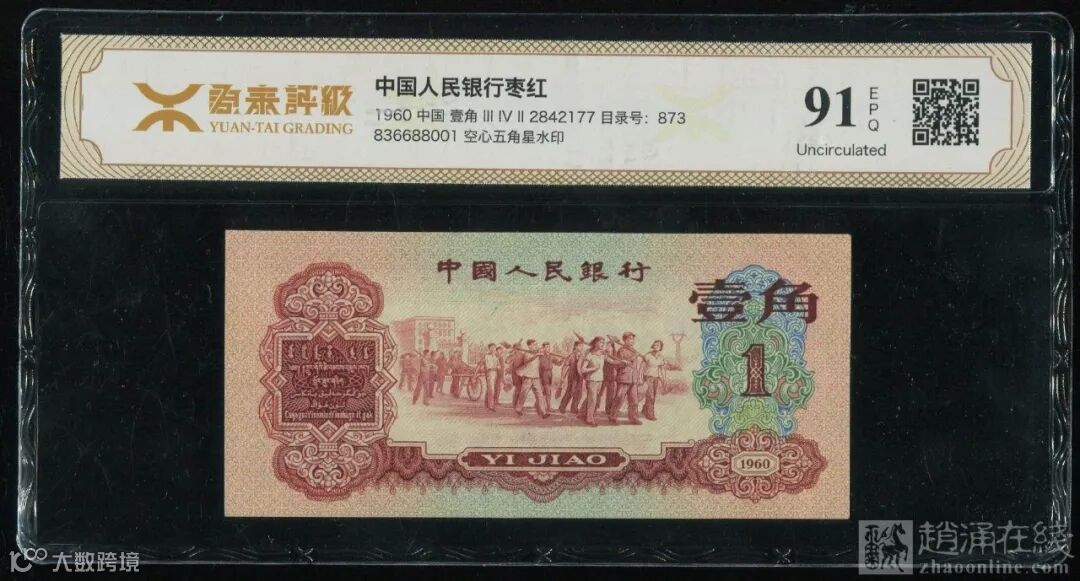 源泰評級
YUAN-TAI GRADING
中国人民银行枣红
1960 中国 壹角 III IV II 2842177 目录号：873
836688001 空心五角星水印
91
EPQ
Uncirculated
中國人民銀行
壹角
1
YI JIAO
1960
大数跨境
趙涌在綫
zhaoonline.com